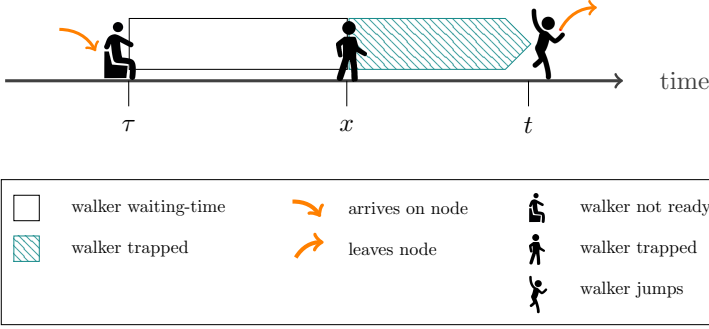 time
τ x t
walker waiting-time arrives on node walker not ready
walker trapped leaves node walker trapped
walker jumps